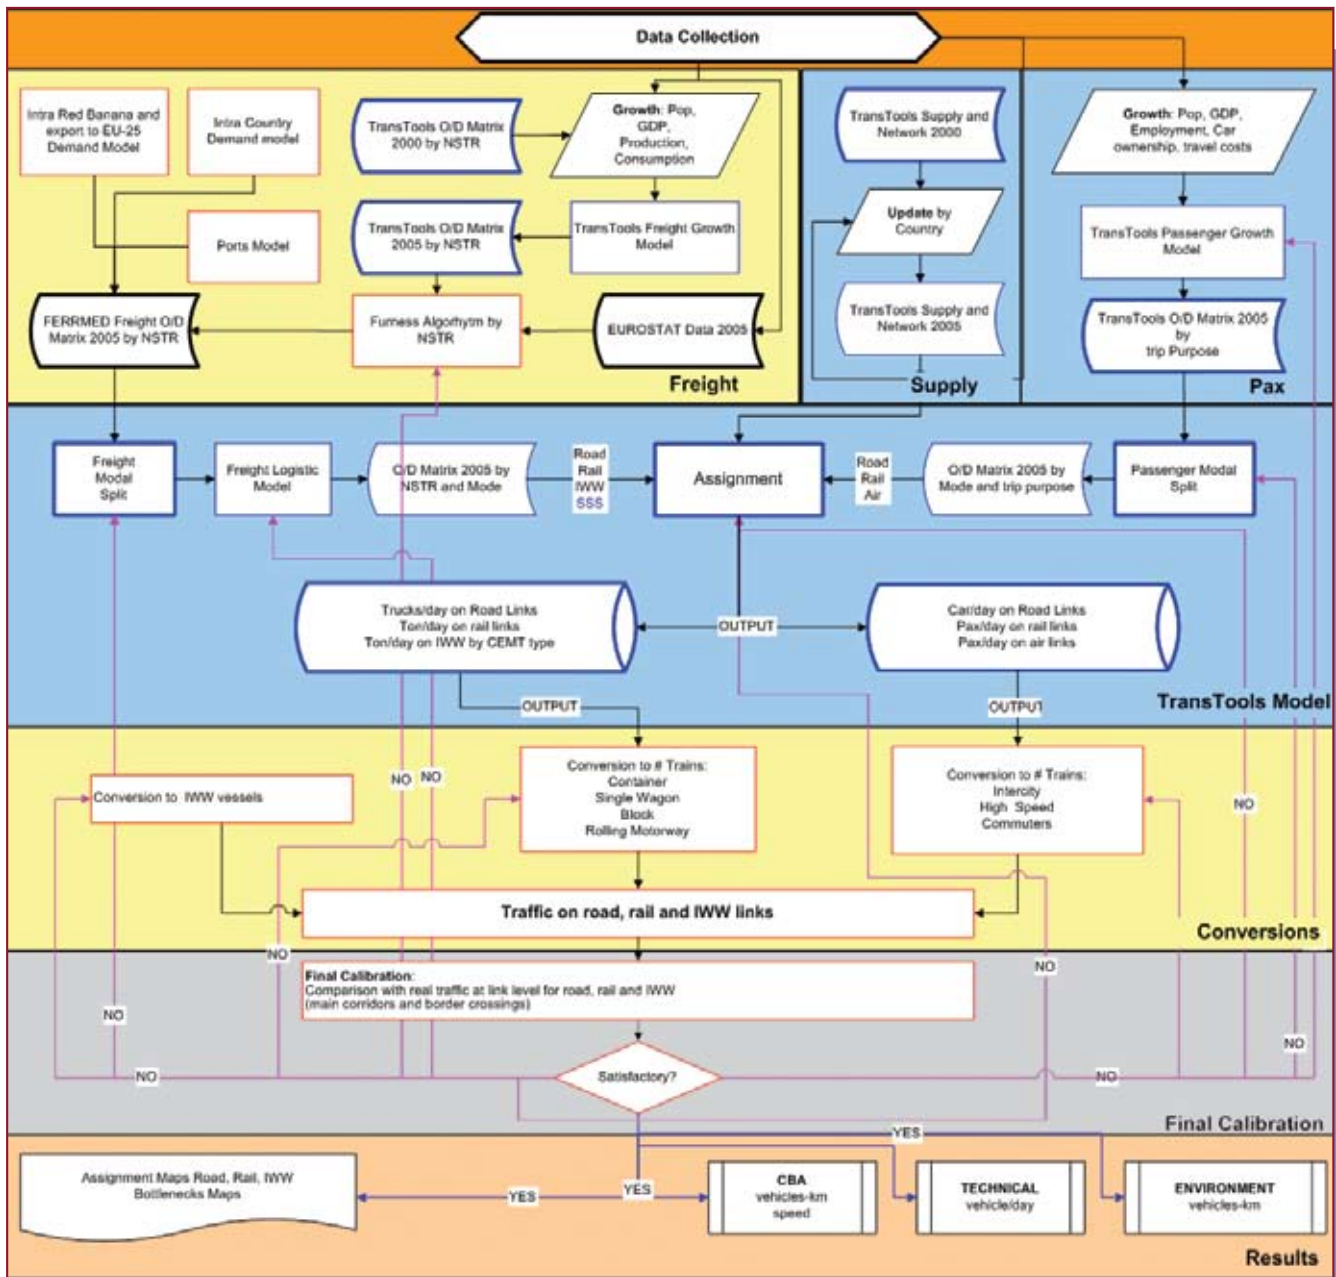 Data Collection
Intra Red Banana and
export to EU-25
Demand Model
Intra Country
Demand model
TransTools O/D Matrix
2000 by NSTR
Growth: Pop,
GDP,
Production,
Consumption
TransTools Supply and
Network 2000
Growth: Pop, GDP,
Employment, Car
ownership, travel costs
Ports Model
TransTools O/D Matrix
2005 by NSTR
TransTools Freight Growth
Model
Update by
Country
TransTools Passenger Growth
Model
FERRMED Freight O/D
Matrix 2005 by NSTR
Furness Algorhytm by
NSTR
EUROSTAT Data 2005
TransTools Supply and
Network 2005
TransTools O/D Matrix 2005
by
trip Purpose
Freight
Supply
Pax
Freight
Modal
Split
Freight Logistic
Model
O/D Matrix 2005 by
NSTR and Mode
Road
Rail
IWW
SSS
Assignment
Road
Rail
Air
O/D Matrix 2005 by
Mode and trip purpose
Passenger Modal
Split
Trucks/day on Road Links
Ton/day on rail links
Ton/day on IWW by CEMT type
OUTPUT
Car/day on Road Links
Pax/day on rail links
Pax/day on air links
TransTools Model
OUTPUT
OUTPUT
NO
NO
Conversion to IWW vessels
Conversion to # Trains:
Container
Single Wagon
Block
Rolling Motorway
Conversion to # Trains:
Intercity
High Speed
Commuters
NO
Traffic on road, rail and IWW links
Conversions
NO
NO
Final Calibration:
Comparison with real traffic at link level for road, rail and IWW
(main corridors and border crossings)
NO
NO
NO
Satisfactory?
NO
Final Calibration
YES
Assignment Maps Road, Rail, IWW
Bottlenecks Maps
YES
YES
CBA
vehicles-km
speed
TECHNICAL
vehicle/day
ENVIRONMENT
vehicles-km
Results